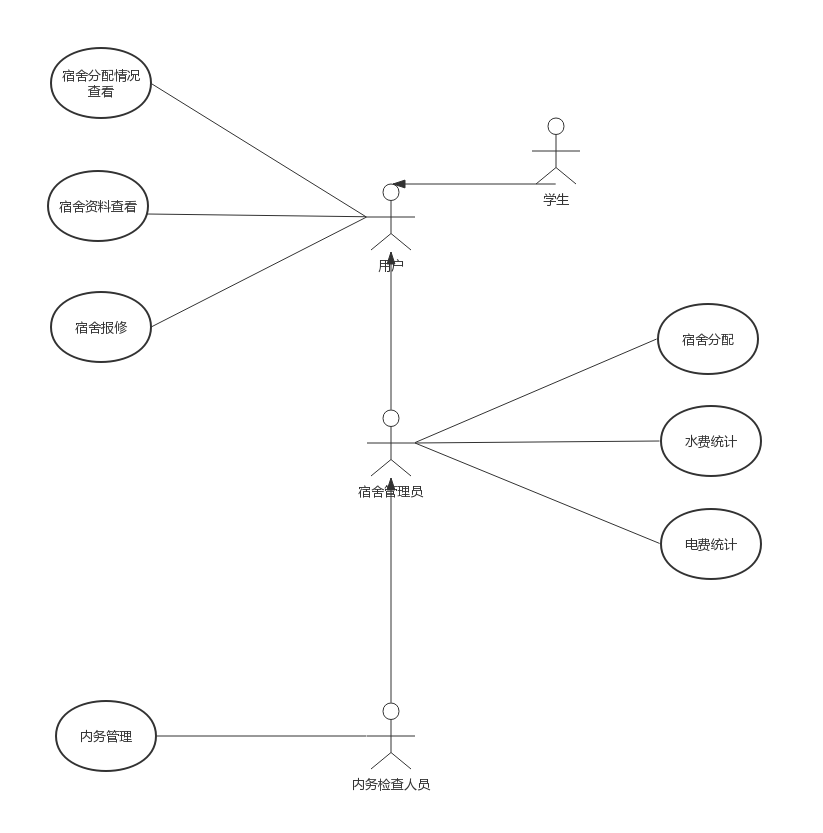 宿舍分配情况
查看
学生
宿舍资料查看
用户
宿舍报修
宿舍分配
水费统计
宿舍管理员
电费统计
内务管理
内务检查人员